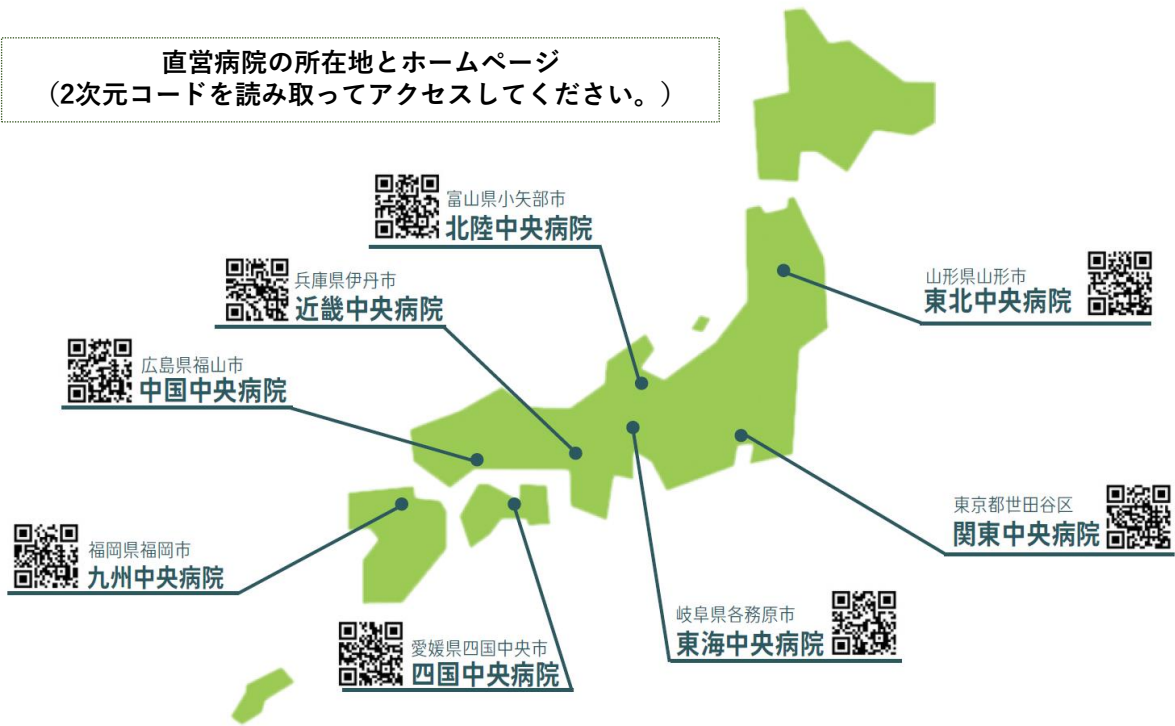 直営病院の所在地とホームページ
（2次元コードを読み取ってアクセスしてください。）
富山県小矢部市
北陸中央病院
兵庫県伊丹市
近畿中央病院
山形県山形市
東北中央病院
広島県福山市
中国中央病院
東京都世田谷区
関東中央病院
福岡県福岡市
九州中央病院
岐阜県各務原市
東海中央病院
愛媛県四国中央市
四国中央病院